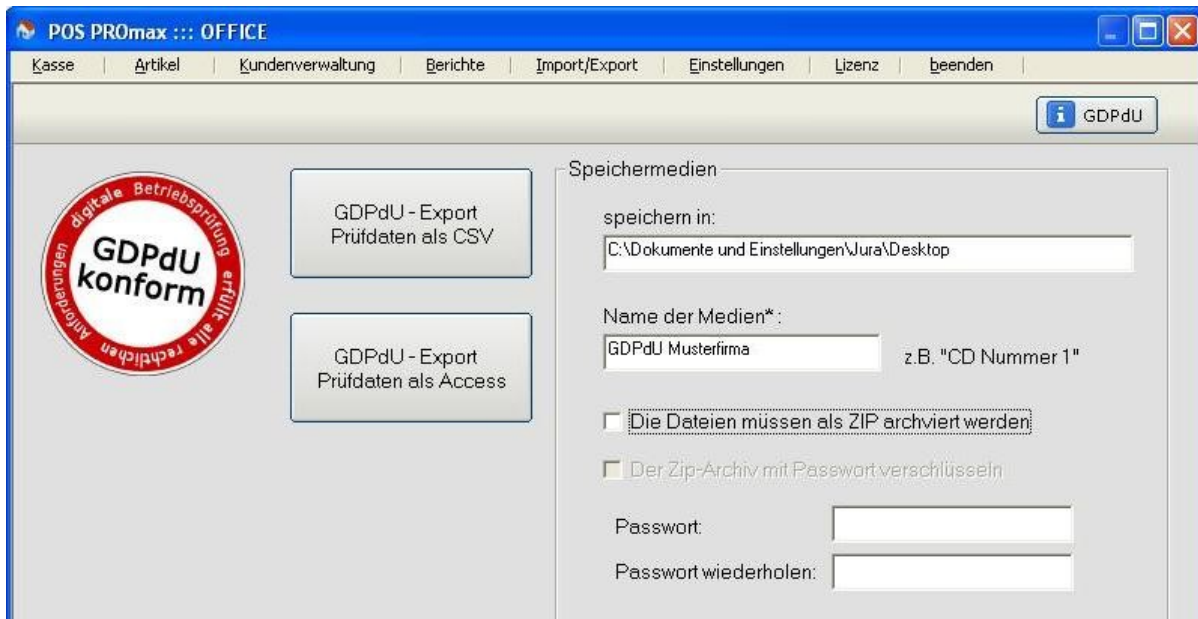 POS PROmax ::: OFFICE
Kasse | Artikel | Kundenverwaltung | Berichte | Import/Export | Einstellungen | Lizenz | beenden |
i GDPdU
digitale Betriebsprüfung erfüllt alle rechtlichen Anforderungen
GDPdU
konform
GDPdU - Export
Prüfdaten als CSV
GDPdU - Export
Prüfdaten als Access
Speichermedien
speichern in:
C:\Dokumente und Einstellungen\Jura\Desktop
Name der Medien* :
GDPdU Musterfirma
z.B. "CD Nummer 1"
Die Dateien müssen als ZIP archviert werden
Der Zip-Archiv mit Passwort verschlüsseln
Passwort:
Passwort wiederholen: